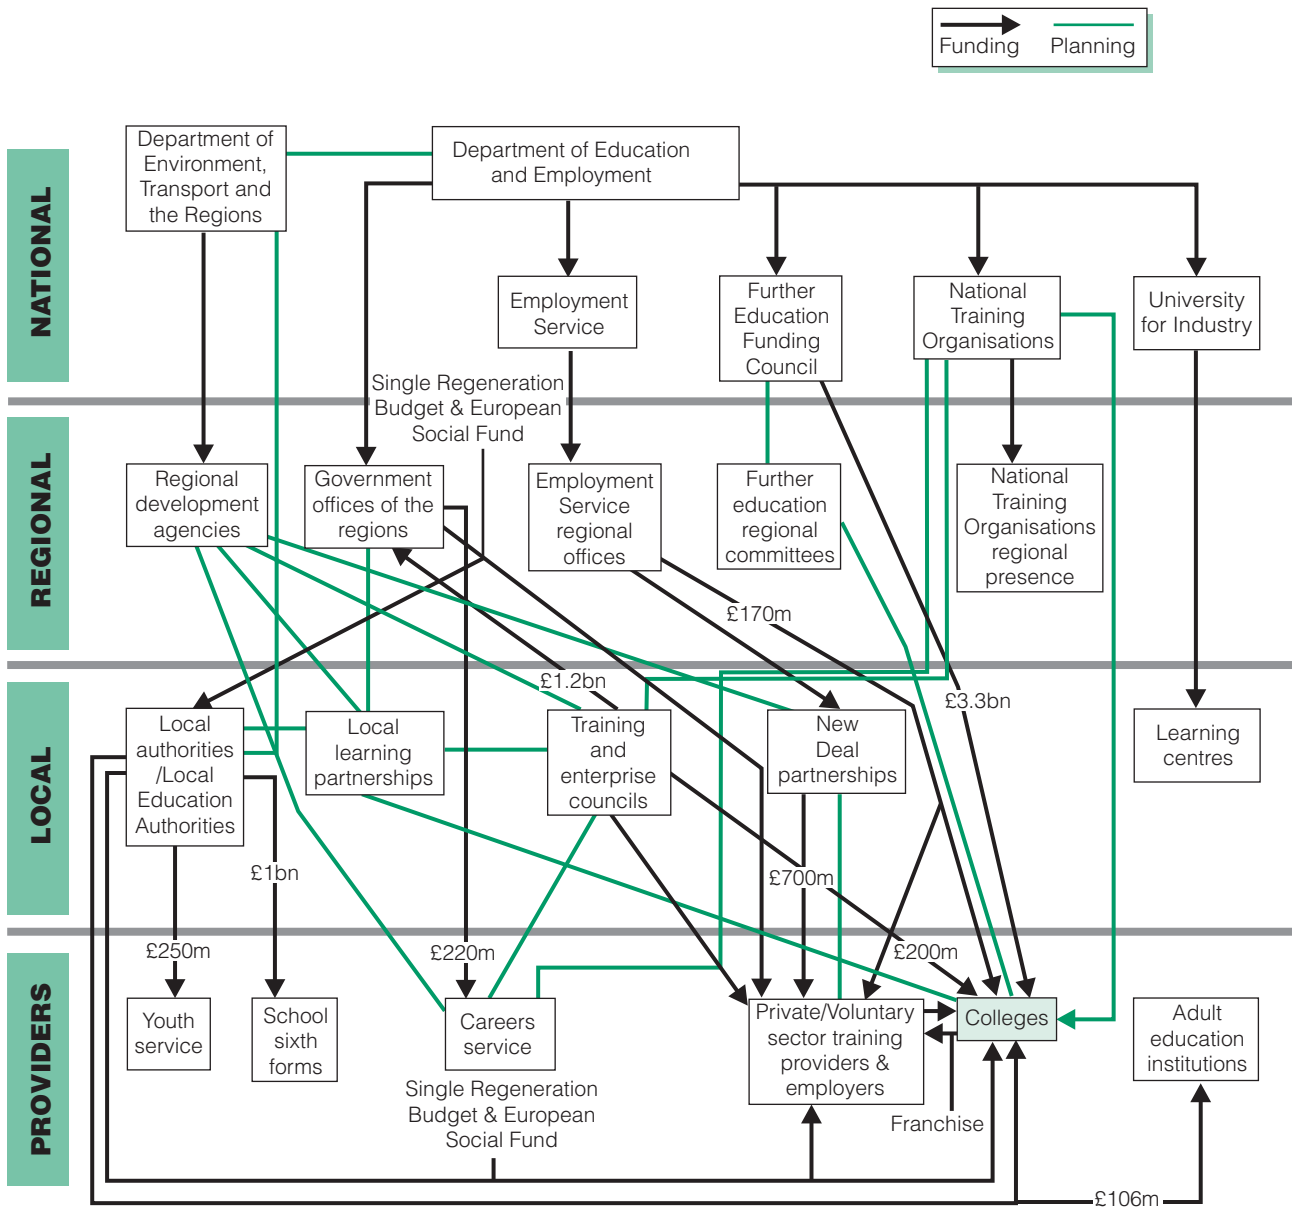 Funding
Planning
NATIONAL
Department of
Environment,
Transport and
the Regions
Department of Education
and Employment
Employment
Service
Further
Education
Funding
Council
National
Training
Organisations
University
for Industry
Single Regeneration
Budget & European
Social Fund
REGIONAL
Regional
development
agencies
Government
offices of the
regions
Employment
Service
regional
offices
Further
education
regional
committees
National
Training
Organisations
regional
presence
£170m
£1.2bn
£3.3bn
LOCAL
Local
authorities
/Local
Education
Authorities
Local
learning
partnerships
Training
and
enterprise
councils
New
Deal
partnerships
Learning
centres
£1bn
£700m
£250m
£220m
£200m
PROVIDERS
Youth
service
School
sixth
forms
Careers
service
Private/Voluntary
sector training
providers &
employers
Colleges
Adult
education
institutions
Single Regeneration
Budget & European
Social Fund
Franchise
£106m